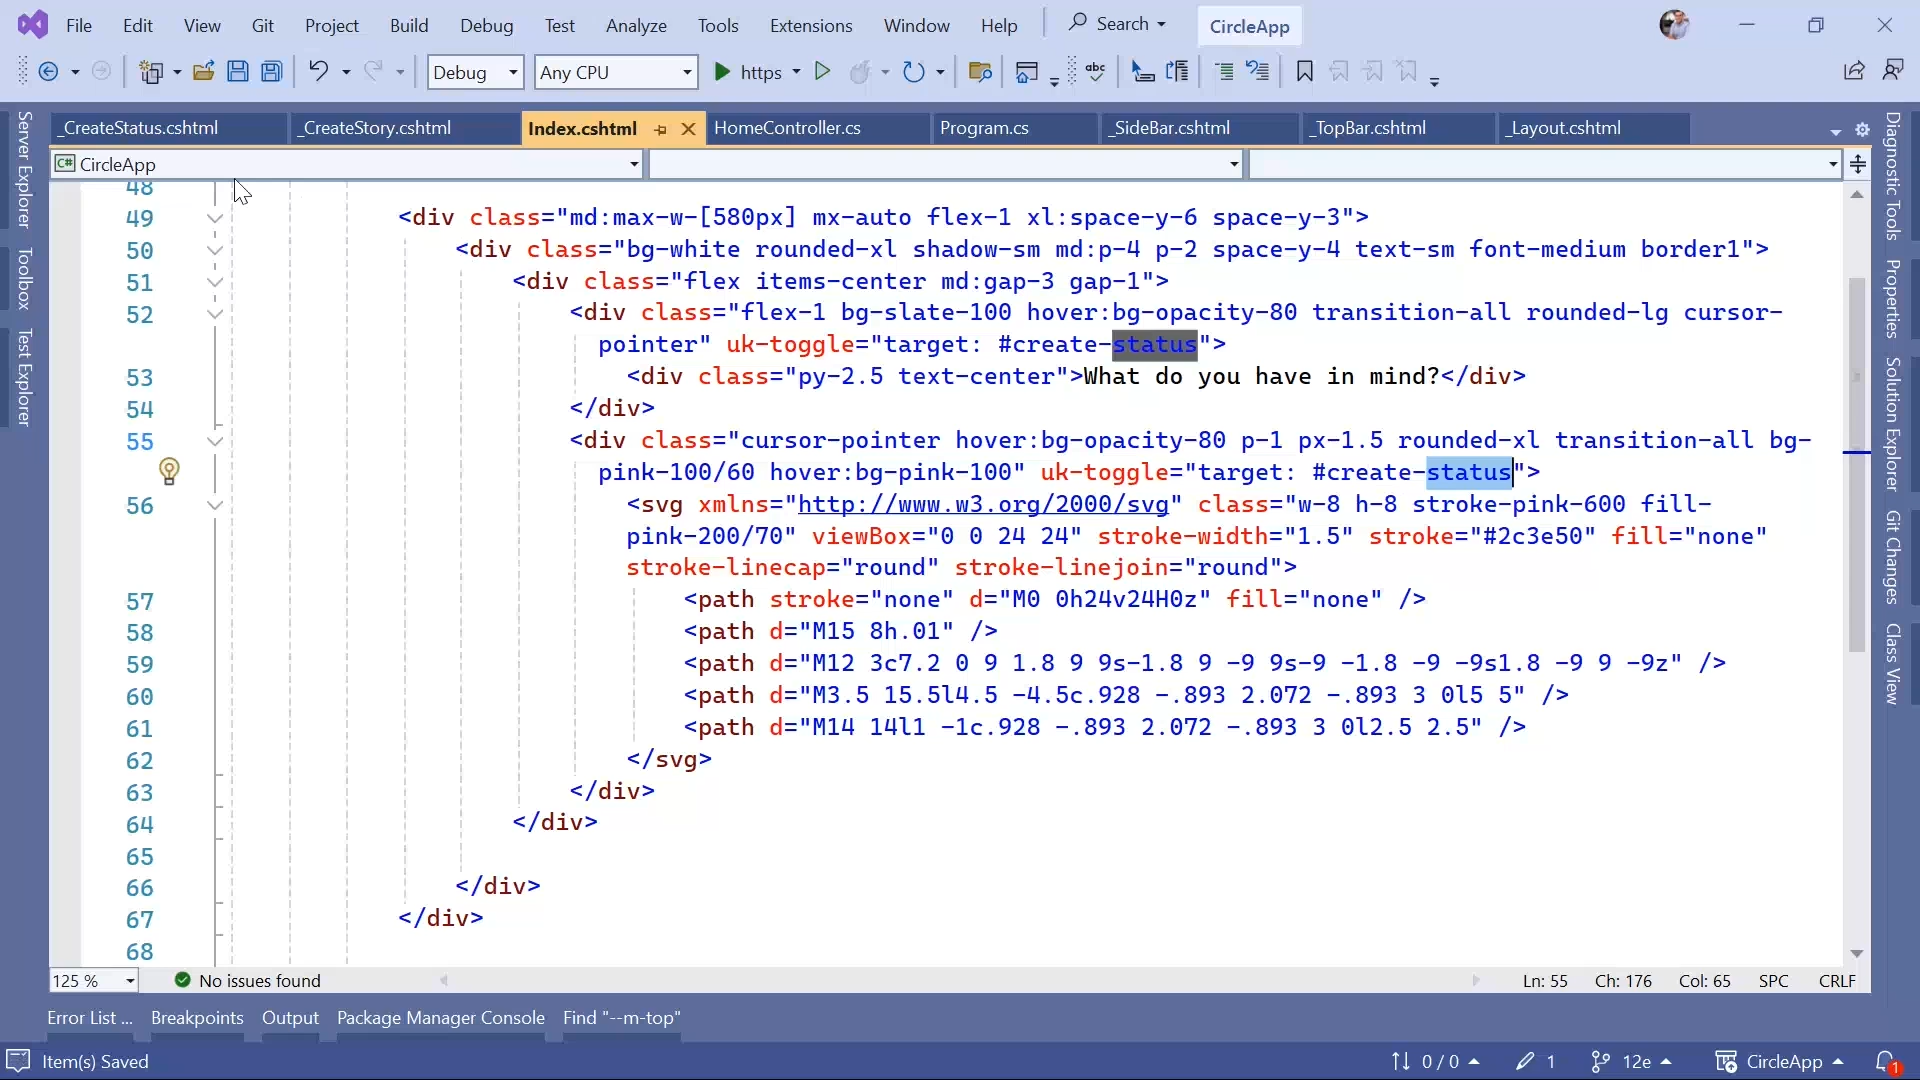 File Edit View Git Project Build Debug Test Analyze Tools Extensions Window Help Search CircleApp
Debug Any CPU https abc
_CreateStatus.cshtml _CreateStory.cshtml Index.cshtml HomeController.cs Program.cs _SideBar.cshtml _TopBar.cshtml _Layout.cshtml
C# CircleApp
Server Explorer
Toolbox
Test Explorer
48
49 <div class="md:max-w-[580px] mx-auto flex-1 xl:space-y-6 space-y-3">
50 <div class="bg-white rounded-xl shadow-sm md:p-4 p-2 space-y-4 text-sm font-medium border1">
51 <div class="flex items-center md:gap-3 gap-1">
52 <div class="flex-1 bg-slate-100 hover:bg-opacity-80 transition-all rounded-lg cursor-
pointer" uk-toggle="target: #create-status">
53 <div class="py-2.5 text-center">What do you have in mind?</div>
54 </div>
55 <div class="cursor-pointer hover:bg-opacity-80 p-1 px-1.5 rounded-xl transition-all bg-
pink-100/60 hover:bg-pink-100" uk-toggle="target: #create-status">
56 <svg xmlns="http://www.w3.org/2000/svg" class="w-8 h-8 stroke-pink-600 fill-
pink-200/70" viewBox="0 0 24 24" stroke-width="1.5" stroke="#2c3e50" fill="none"
stroke-linecap="round" stroke-linejoin="round">
57 <path stroke="none" d="M0 0h24v24H0z" fill="none" />
58 <path d="M15 8h.01" />
59 <path d="M12 3c7.2 0 9 1.8 9 9s-1.8 9 -9 9s-9 -1.8 -9 -9s1.8 -9 9 -9z" />
60 <path d="M3.5 15.5l4.5 -4.5c.928 -.893 2.072 -.893 3 0l5 5" />
61 <path d="M14 14l1 -1c.928 -.893 2.072 -.893 3 0l2.5 2.5" />
62 </svg>
63 </div>
64 </div>
65
66 </div>
67 </div>
68
Diagnostic Tools
Properties
Solution Explorer
Git Changes
Class View
125 % No issues found Ln: 55 Ch: 176 Col: 65 SPC CRLF
Error List ... Breakpoints Output Package Manager Console Find "--m-top"
Item(s) Saved 0 / 0 1 12e CircleApp 1